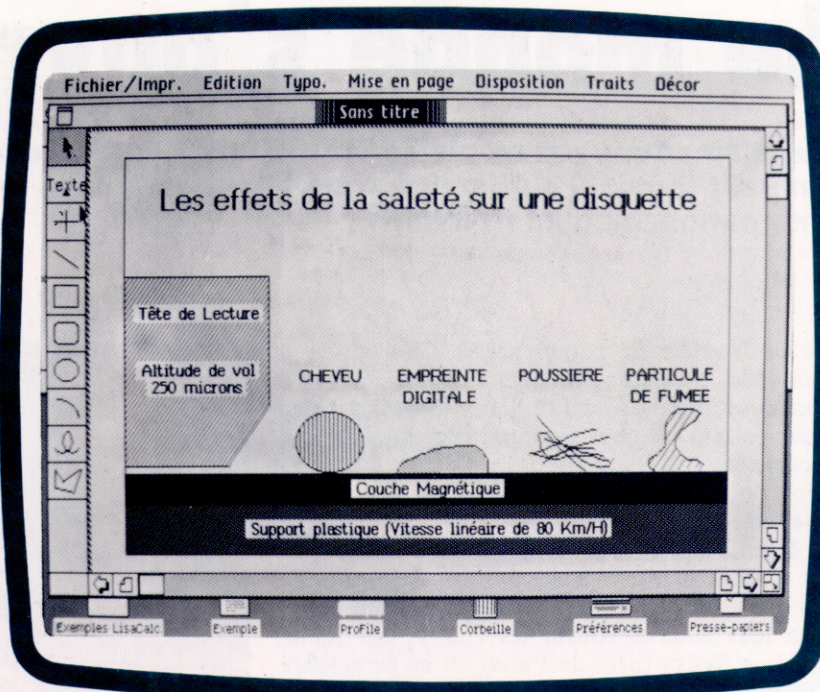 Fichier/Impr. Edition Typo. Mise en page Disposition Traits Décor
Sans titre
Texte
Les effets de la saleté sur une disquette
Tête de Lecture
Altitude de vol
250 microns
CHEVEU
EMPREINTE
DIGITALE
POUSSIERE
PARTICULE
DE FUMEE
Couche Magnétique
Support plastique (Vitesse linéaire de 80 Km/H)
Exemples LisaCalc
Exemple
ProFile
Corbeille
Préférences
Presse-papiers